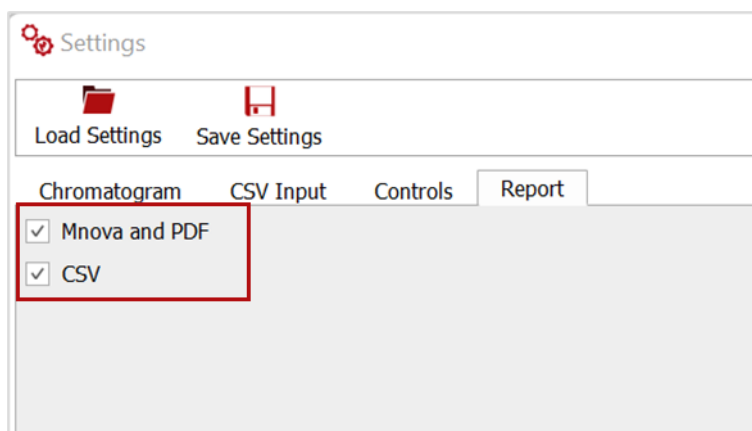 Settings
Load Settings Save Settings
Chromatogram CSV Input Controls Report
Mnova and PDF
CSV